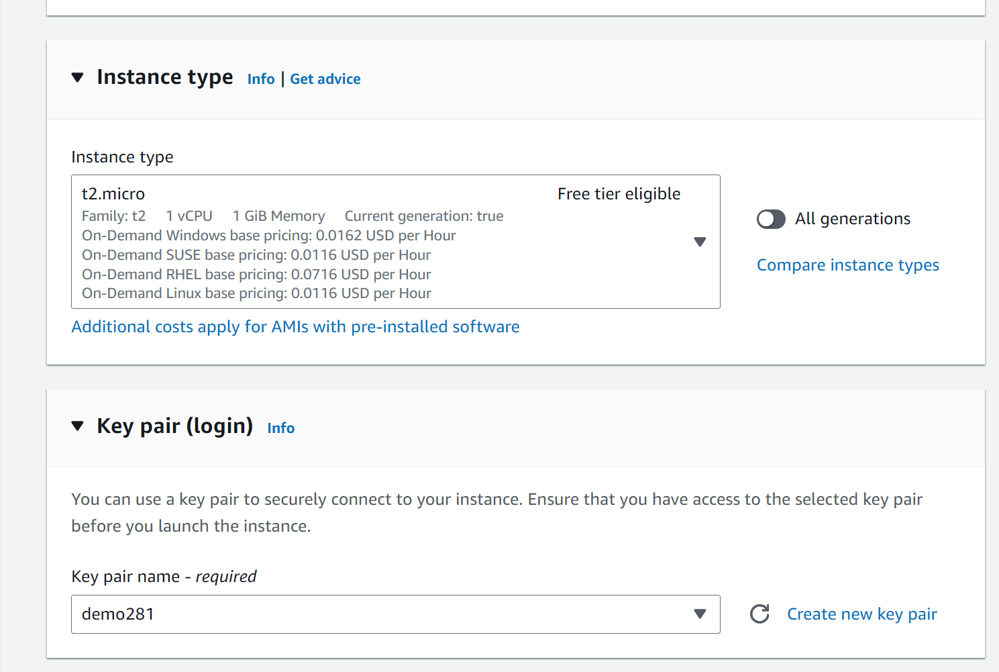 Instance type Info | Get advice
Instance type
t2.micro Free tier eligible
Family: t2 1 vCPU 1 GiB Memory Current generation: true
On-Demand Windows base pricing: 0.0162 USD per Hour
On-Demand SUSE base pricing: 0.0116 USD per Hour
On-Demand RHEL base pricing: 0.0716 USD per Hour
On-Demand Linux base pricing: 0.0116 USD per Hour
All generations
Compare instance types
Additional costs apply for AMIs with pre-installed software
Key pair (login) Info
You can use a key pair to securely connect to your instance. Ensure that you have access to the selected key pair
before you launch the instance.
Key pair name - required
demo281
Create new key pair